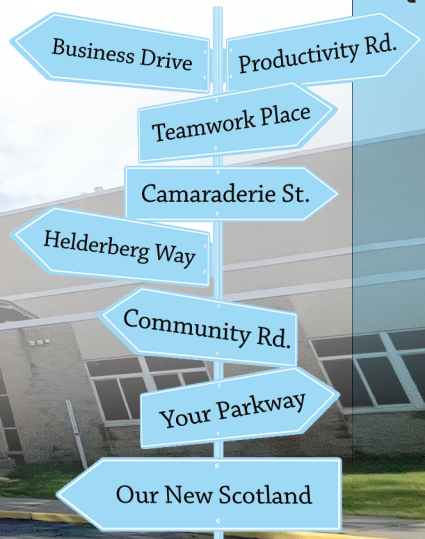 Business Drive
Productivity Rd.
Teamwork Place
Camaraderie St.
Helderberg Way
Community Rd.
Your Parkway
Our New Scotland